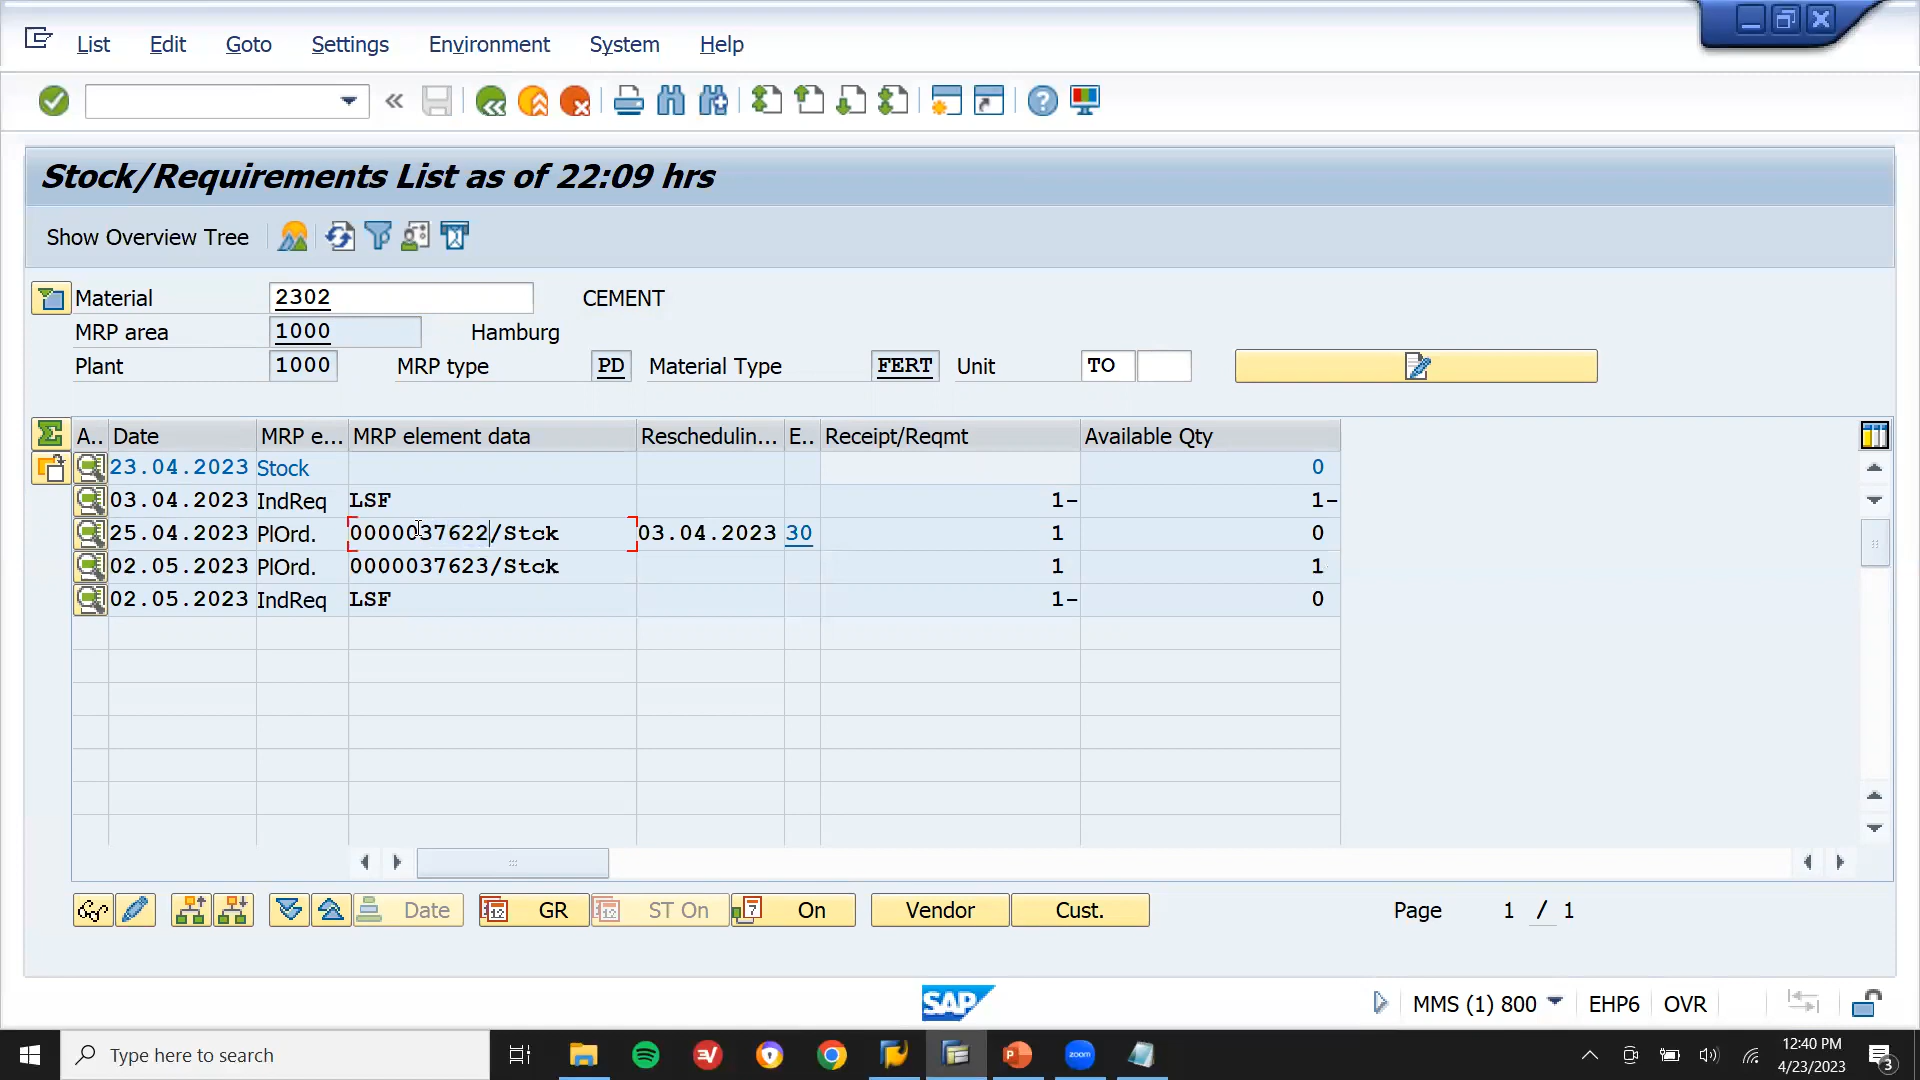 List Edit Goto Settings Environment System Help
Stock/Requirements List as of 22:09 hrs
Show Overview Tree
Material 2302 CEMENT
MRP area 1000 Hamburg
Plant 1000 MRP type PD Material Type FERT Unit TO
A.. Date MRP e... MRP element data Reschedulin... E.. Receipt/Reqmt Available Qty
23.04.2023 Stock 0
03.04.2023 IndReq LSF 1- 1-
25.04.2023 PlOrd. 0000037622/Stck 03.04.2023 30 1 0
02.05.2023 PlOrd. 0000037623/Stck 1 1
02.05.2023 IndReq LSF 1- 0
Date GR ST On On Vendor Cust. Page 1 / 1
SAP MMS (1) 800 EHP6 OVR
Type here to search
12:40 PM
4/23/2023
3